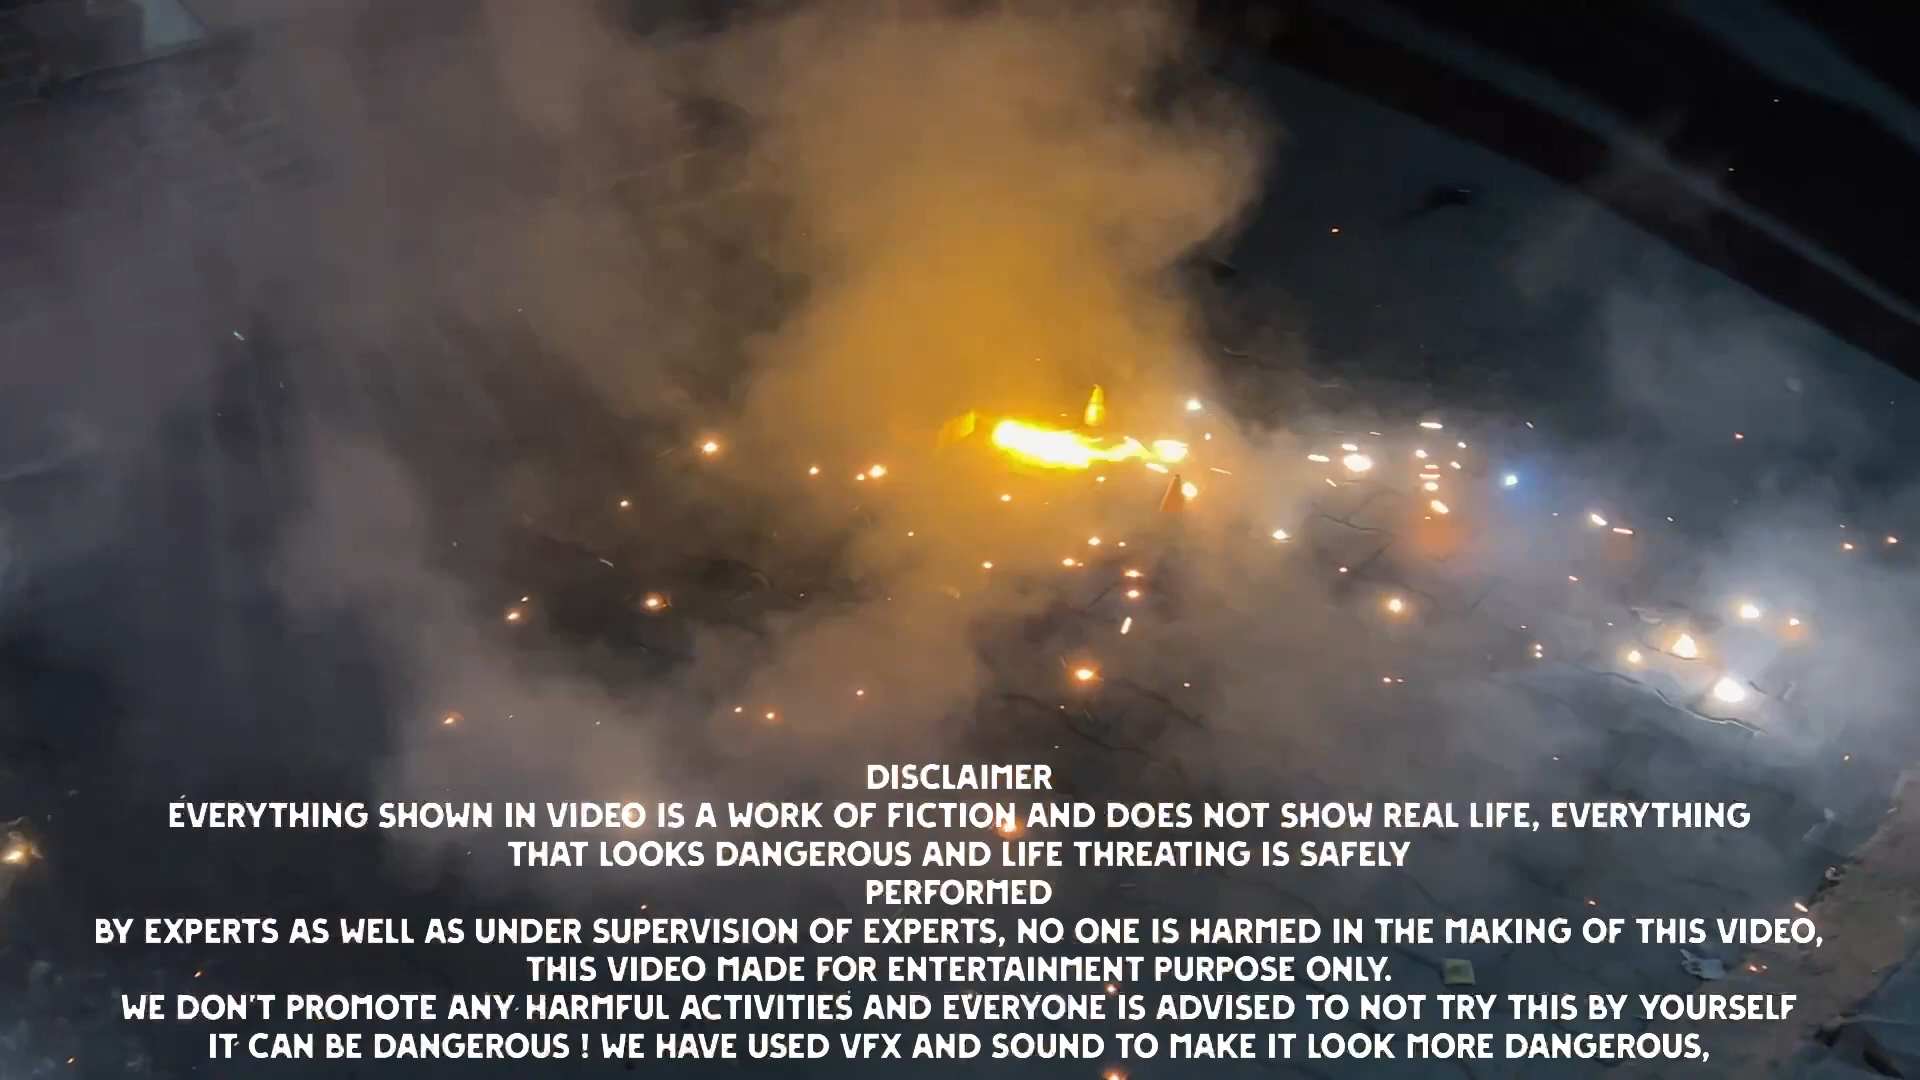 DISCLAIMER
EVERYTHING SHOWN IN VIDEO IS A WORK OF FICTION AND DOES NOT SHOW REAL LIFE, EVERYTHING
THAT LOOKS DANGEROUS AND LIFE THREATING IS SAFELY
PERFORMED
BY EXPERTS AS WELL AS UNDER SUPERVISION OF EXPERTS, NO ONE IS HARMED IN THE MAKING OF THIS VIDEO,
THIS VIDEO MADE FOR ENTERTAINMENT PURPOSE ONLY.
WE DON'T PROMOTE ANY HARMFUL ACTIVITIES AND EVERYONE IS ADVISED TO NOT TRY THIS BY YOURSELF
IT CAN BE DANGEROUS ! WE HAVE USED VFX AND SOUND TO MAKE IT LOOK MORE DANGEROUS,